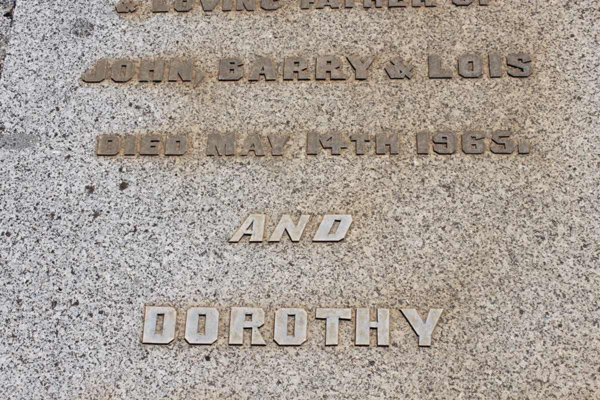 & LOVING FATHER OF
JOHN, BARRY & LOIS
DIED MAY 14TH 1965.
AND
DOROTHY